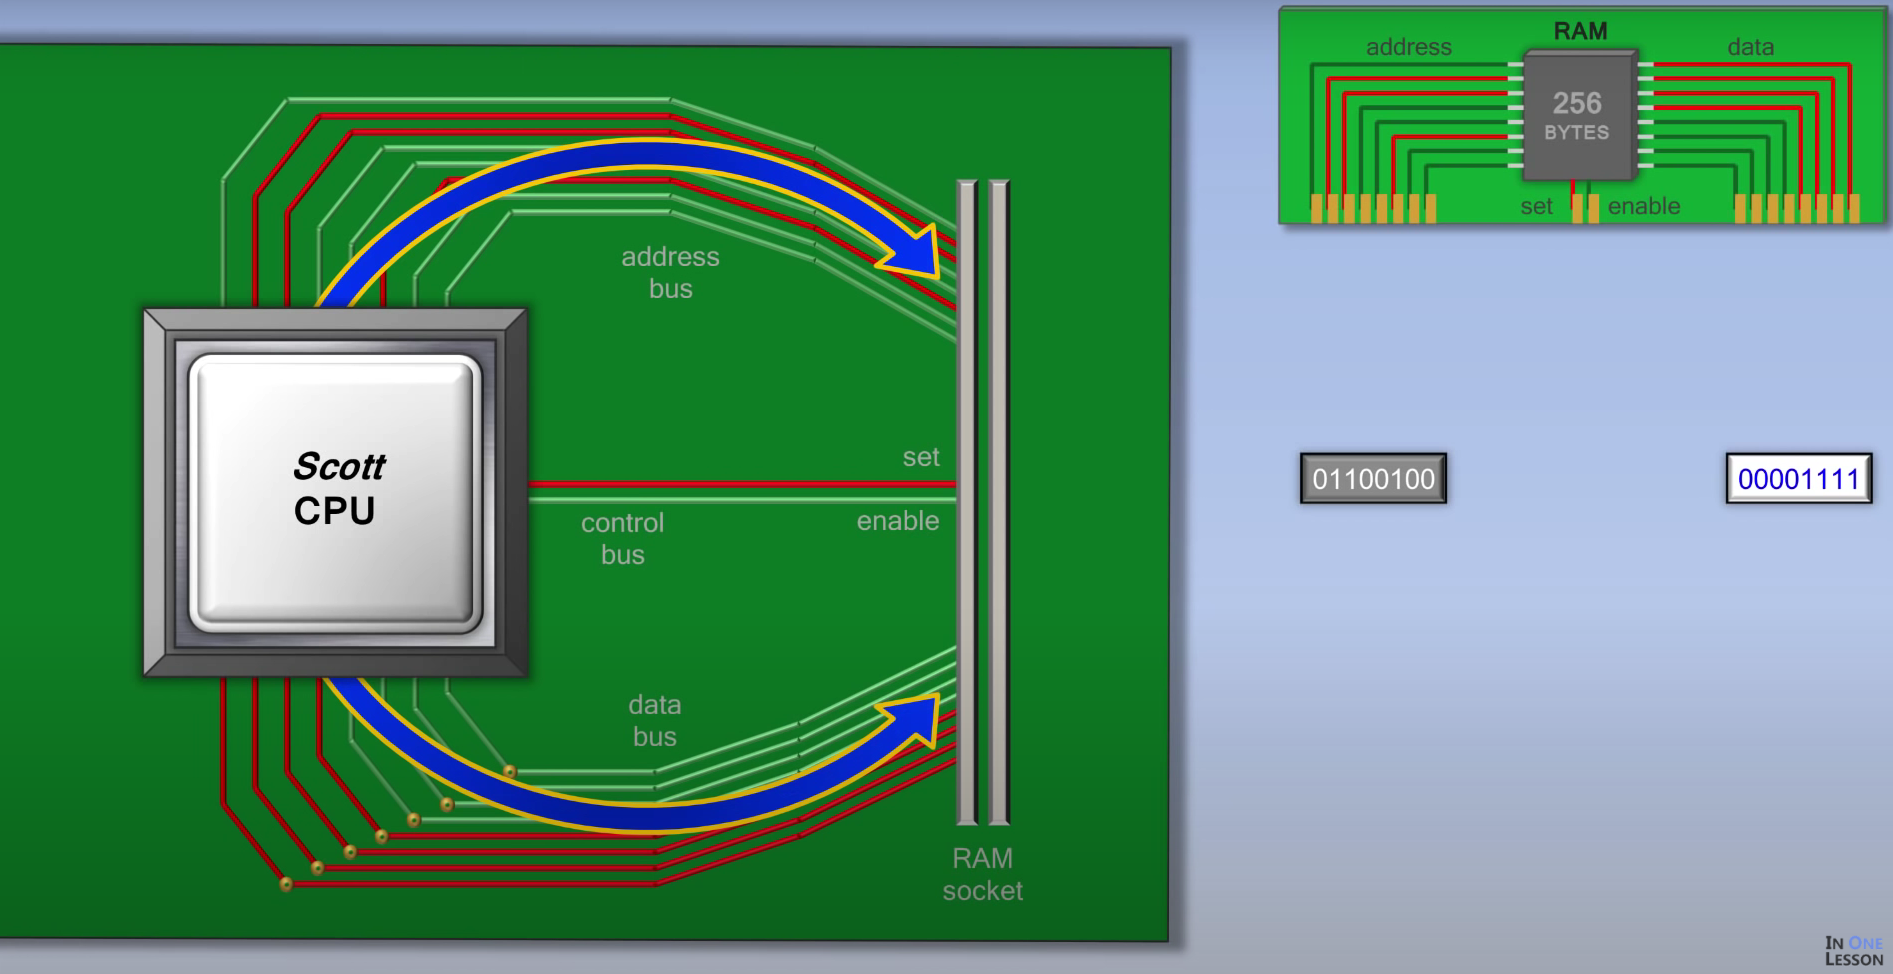 RAM
address
data
256
BYTES
set
enable
address
bus
Scott
CPU
set
control
bus
enable
01100100
00001111
data
bus
RAM
socket
IN ONE
LESSON